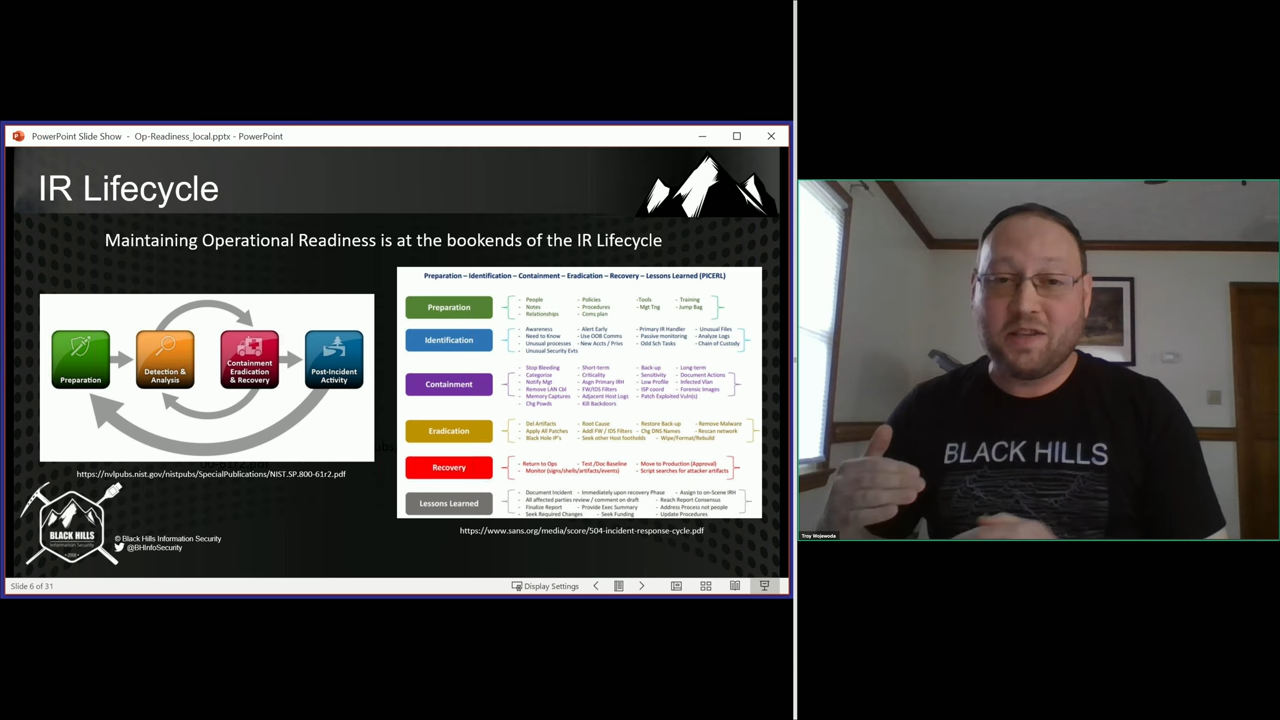 PowerPoint Slide Show - Op-Readiness_local.pptx - PowerPoint
IR Lifecycle
Maintaining Operational Readiness is at the bookends of the IR Lifecycle
Preparation
Detection &
Analysis
Containment
Eradication
& Recovery
Post-Incident
Activity
https://nvlpubs.nist.gov/nistpubs/SpecialPublications/NIST.SP.800-61r2.pdf
Preparation – Identification – Containment – Eradication – Recovery – Lessons Learned (PICERL)
Preparation
- People - Policies -Tools - Training
- Notes - Procedures - Mgt Tng - Jump Bag
- Relationships - Coms plan
Identification
- Awareness - Alert Early - Primary IR Handler - Unusual Files
- Need to Know - Use OOB Comms - Passive monitoring - Analyze Logs
- Unusual processes - New Accts / Privs - Odd Sch Tasks - Chain of Custody
- Unusual Security Evts
Containment
- Stop Bleeding - Short-term - Back-up - Long-term
- Categorize - Criticality - Sensitivity - Document Actions
- Notify Mgt - Asgn Primary IRH - Low Profile - Infected Vlan
- Remove LAN Cbl - FW/IDS Filters - ISP coord - Forensic Images
- Memory Captures - Adjacent Host Logs - Patch Exploited Vuln(s)
- Chg Pswds - Kill Backdoors
Eradication
- Del Artifacts - Root Cause - Restore Back-up - Remove Malware
- Apply All Patches - Addl FW / IDS Filters - Chg DNS Names - Rescan network
- Black Hole IP's - Seek other Host footholds - Wipe/Format/Rebuild
Recovery
- Return to Ops - Test/Doc Baseline - Move to Production (Approval)
- Monitor (signs/shells/artifacts/events) - Script searches for attacker artifacts
Lessons Learned
- Document Incident - Immediately upon recovery Phase - Assign to on-Scene IRH
- All affected parties review / comment on draft - Reach Report Consensus
- Finalize Report - Provide Exec Summary - Address Process not people
- Seek Required Changes - Seek Funding - Update Procedures
https://www.sans.org/media/score/504-incident-response-cycle.pdf
BLACK HILLS
Information Security
© Black Hills Information Security
@BHInfoSecurity
Slide 6 of 31
Display Settings
BLACK HILLS
Troy Wojewoda